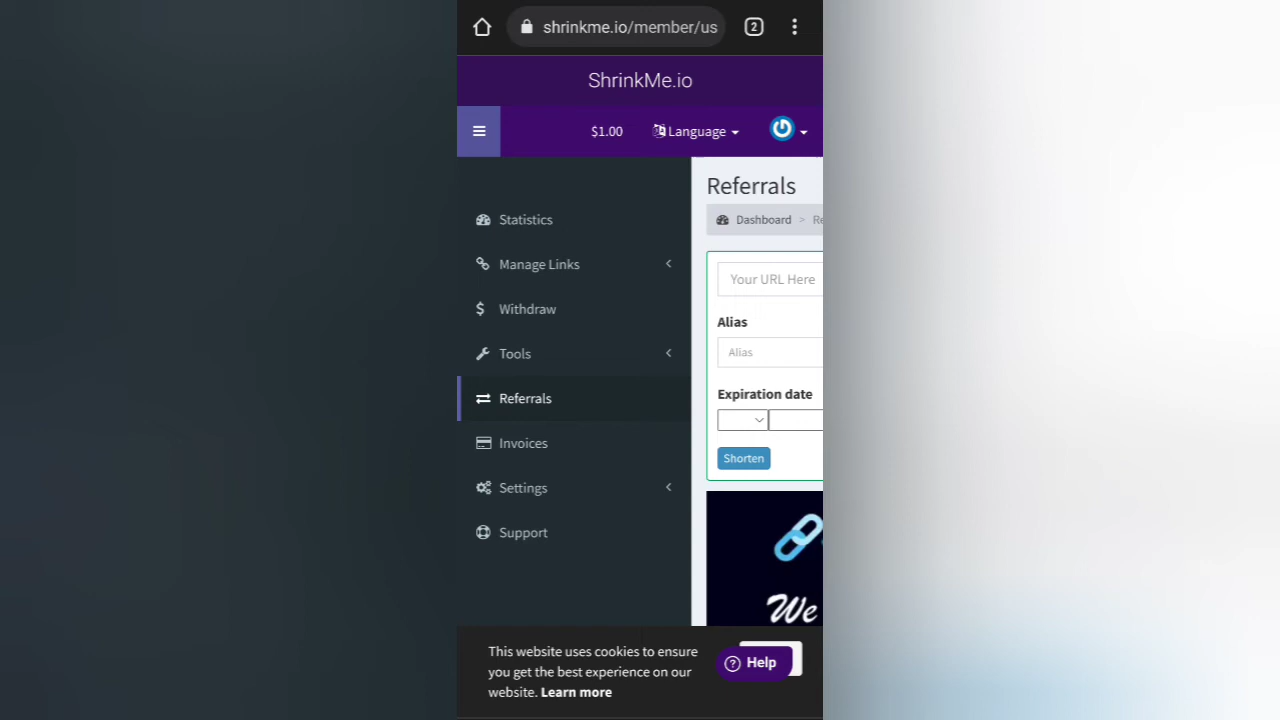 shrinkme.io/member/us
2
ShrinkMe.io
$1.00
Language
Statistics
Manage Links
Withdraw
Tools
Referrals
Invoices
Settings
Support
Referrals
Dashboard > Re
Your URL Here
Alias
Alias
Expiration date
Shorten
We
This website uses cookies to ensure
you get the best experience on our
website. Learn more
Help